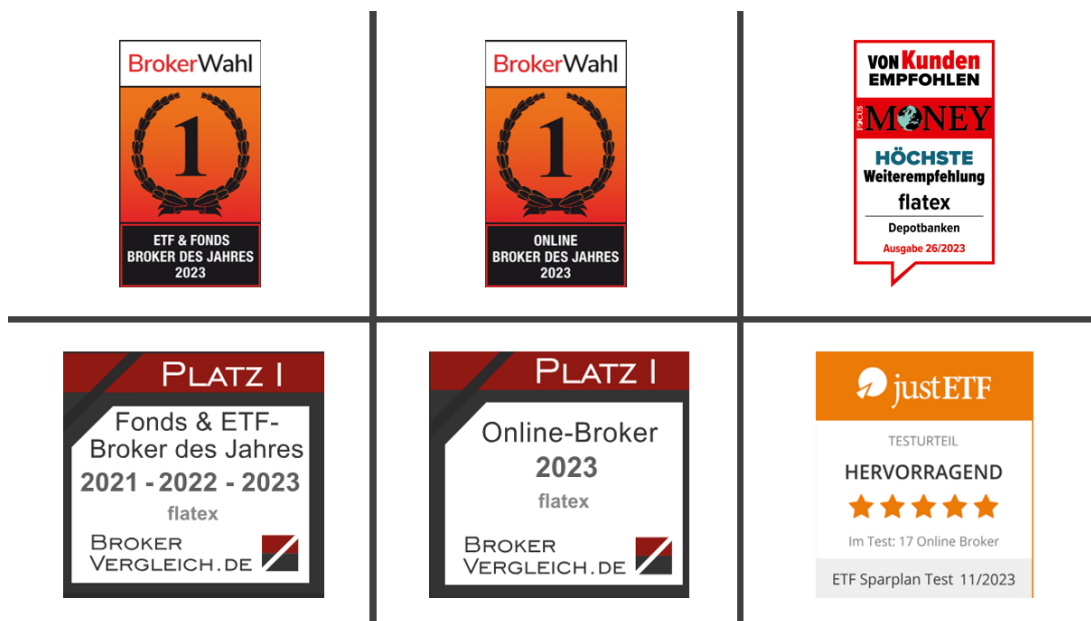 BrokerWahl
1
ETF & FONDS
BROKER DES JAHRES
2023
BrokerWahl
1
ONLINE
BROKER DES JAHRES
2023
VON Kunden
EMPFOHLEN
FOCUS
MONEY
HÖCHSTE
Weiterempfehlung
flatex
Depotbanken
Ausgabe 26/2023
PLATZ I
Fonds & ETF-
Broker des Jahres
2021 - 2022 - 2023
flatex
BROKER
VERGLEICH.DE
PLATZ I
Online-Broker
2023
flatex
BROKER
VERGLEICH.DE
justETF
TESTURTEIL
HERVORRAGEND
Im Test: 17 Online Broker
ETF Sparplan Test 11/2023